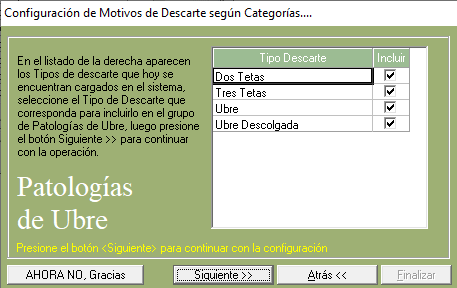 Configuración de Motivos de Descarte según Categorías....
En el listado de la derecha aparecen
los Tipos de descarte que hoy se
encuentran cargados en el sistema,
seleccione el Tipo de Descarte que
corresponda para incluirlo en el grupo
de Patologías de Ubre, luego presione
el botón Siguiente >> para continuar
con la operación.
Tipo Descarte Incluir
Dos Tetas
Tres Tetas
Ubre
Ubre Descolgada
Patologías
de Ubre
Presione el botón <Siguiente> para continuar con la configuración
AHORA NO, Gracias Siguiente >> Atrás << Finalizar